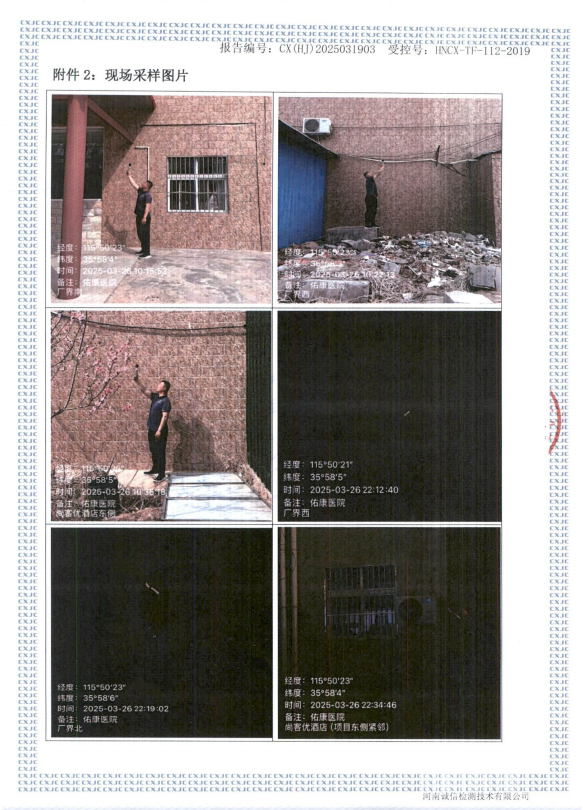 报告编号：CX(HJ)2025031903 受控号：HNCX-TF-112-2019
附件 2：现场采样图片
经度：115°50'23"
纬度：35°58'4"
时间：2025-03-26 10:15:53
备注：佑康医院
厂界南
经度：
纬度：
时间：2025-03-26 10:22:13
备注：佑康医院
厂界西
经度：
纬度：35°58'5"
时间：2025-03-26
备注：佑康医院
尚客优酒店东侧
经度：115°50'21"
纬度：35°58'5"
时间：2025-03-26 22:12:40
备注：佑康医院
厂界西
经度：115°50'23"
纬度：35°58'6"
时间：2025-03-26 22:19:02
备注：佑康医院
厂界北
经度：115°50'23"
纬度：35°58'4"
时间：2025-03-26 22:34:46
备注：佑康医院
尚客优酒店（项目东侧紧邻）
河南诚信检测技术有限公司